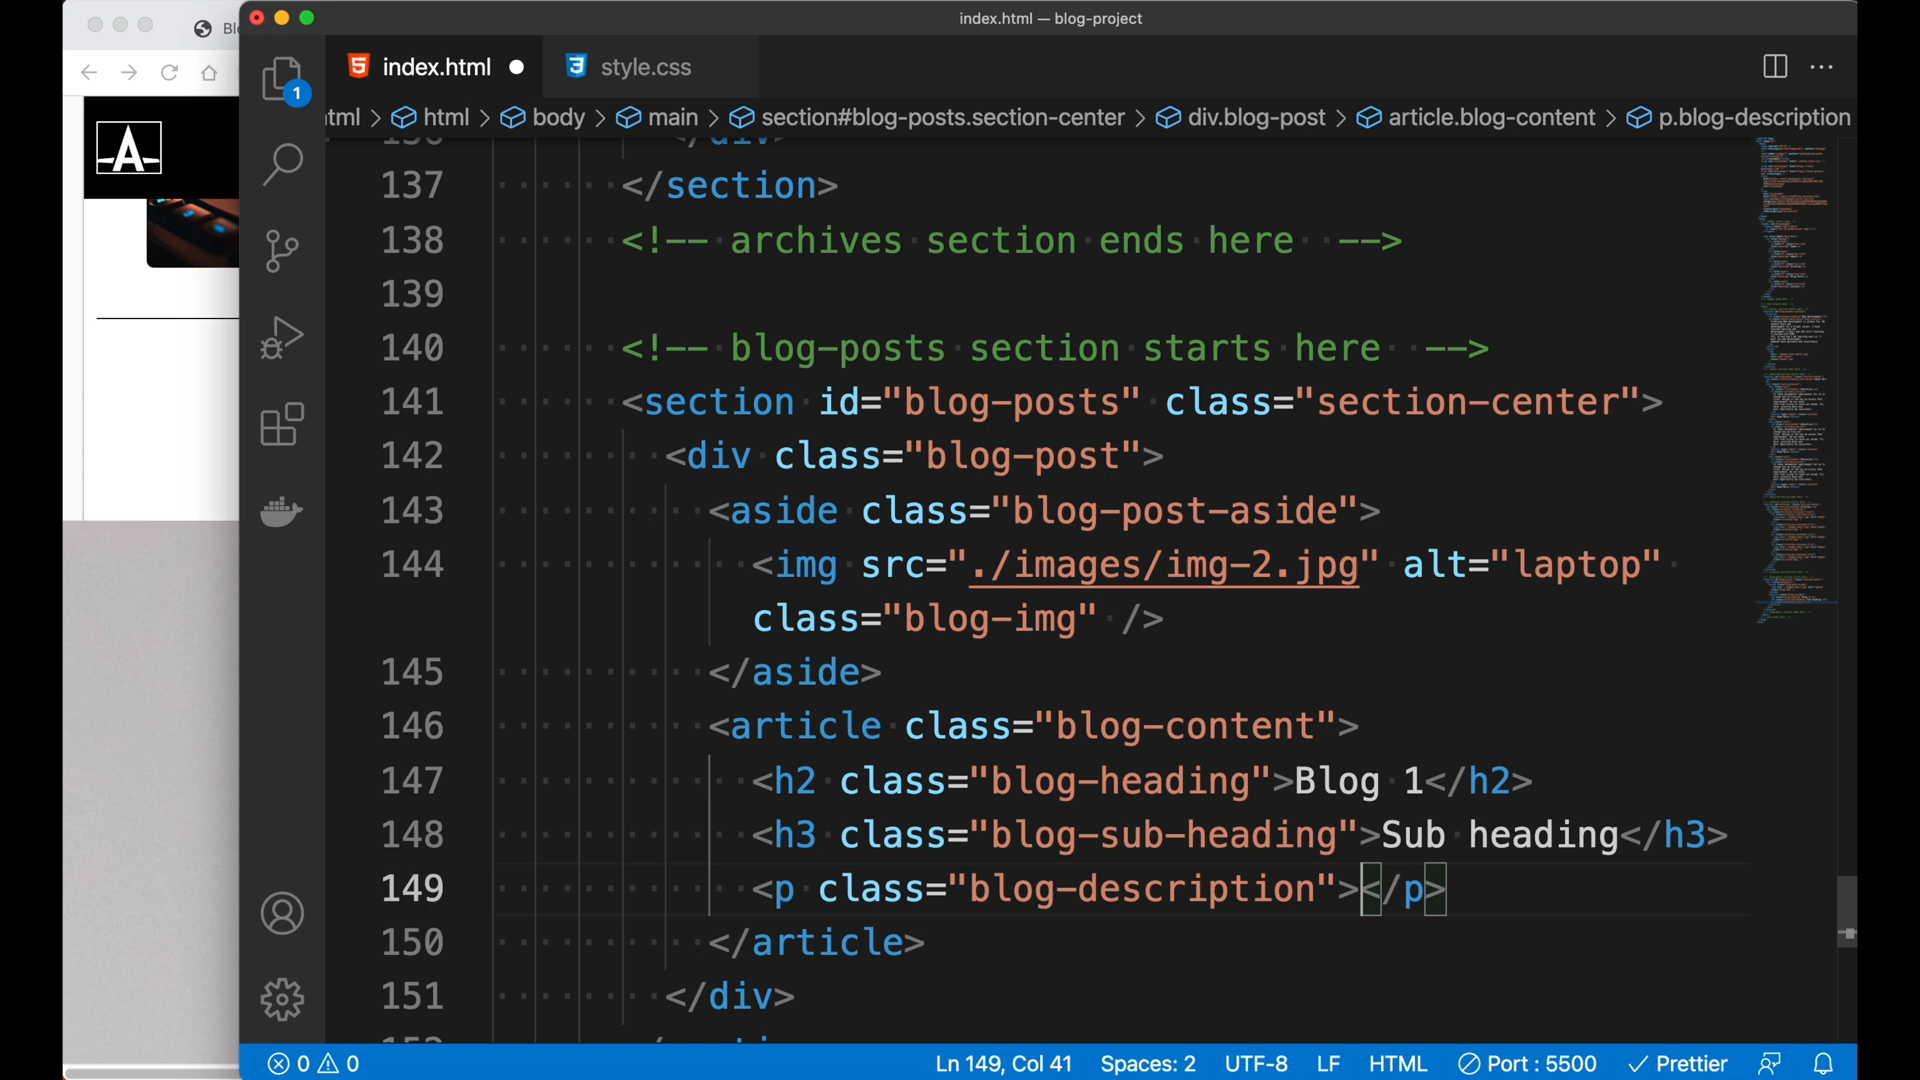 index.html — blog-project
Bl
index.html
style.css
1
html > html > body > main > section#blog-posts.section-center > div.blog-post > article.blog-content > p.blog-description
136 </div>
137 </section>
138 <!-- archives section ends here  -->
139
140 <!-- blog-posts section starts here  -->
141 <section id="blog-posts" class="section-center">
142 <div class="blog-post">
143 <aside class="blog-post-aside">
144 <img src="./images/img-2.jpg" alt="laptop"
class="blog-img" />
145 </aside>
146 <article class="blog-content">
147 <h2 class="blog-heading">Blog 1</h2>
148 <h3 class="blog-sub-heading">Sub heading</h3>
149 <p class="blog-description"></p>
150 </article>
151 </div>
0 0 Ln 149, Col 41 Spaces: 2 UTF-8 LF HTML Port : 5500 Prettier